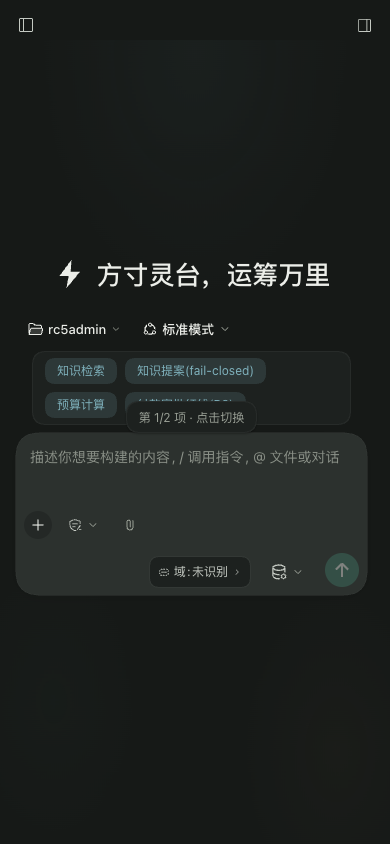 方寸灵台，运筹万里
rc5admin 标准模式
知识检索 知识提案(fail-closed)
预算计算
第 1/2 项 · 点击切换
描述你想要构建的内容, / 调用指令, @ 文件或对话
域:未识别